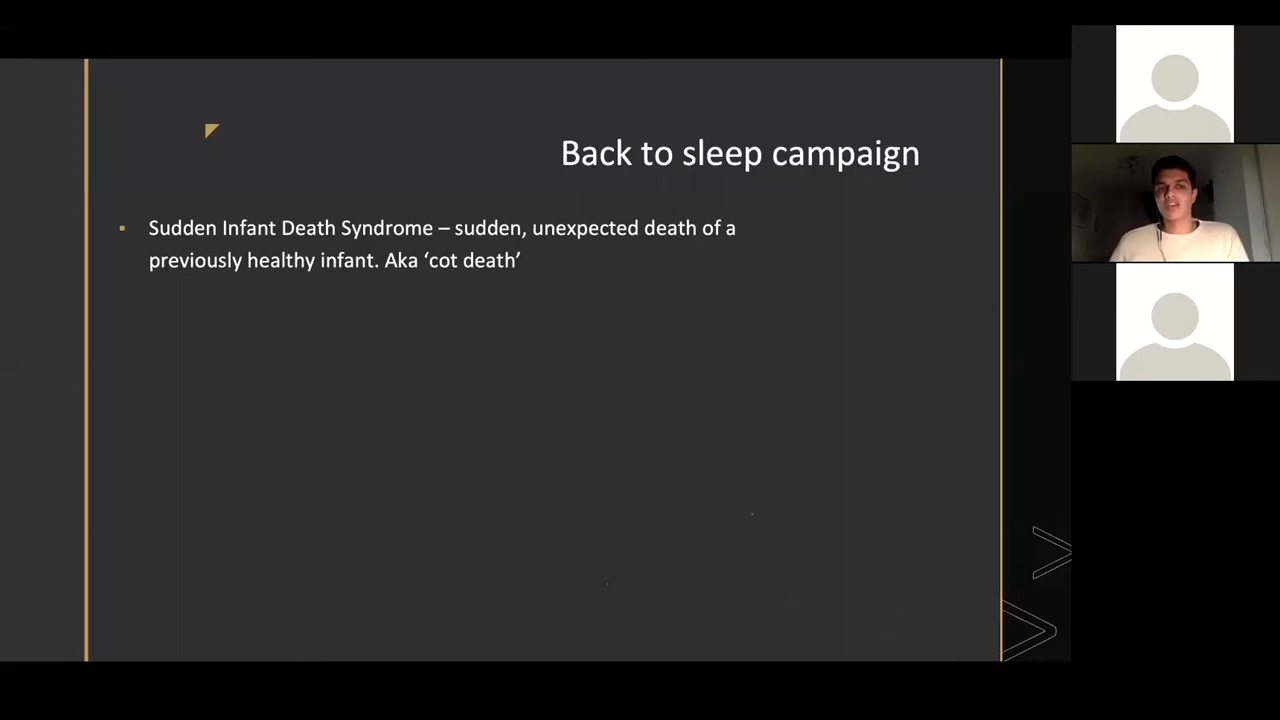 Back to sleep campaign
Sudden Infant Death Syndrome – sudden, unexpected death of a
previously healthy infant. Aka ‘cot death’